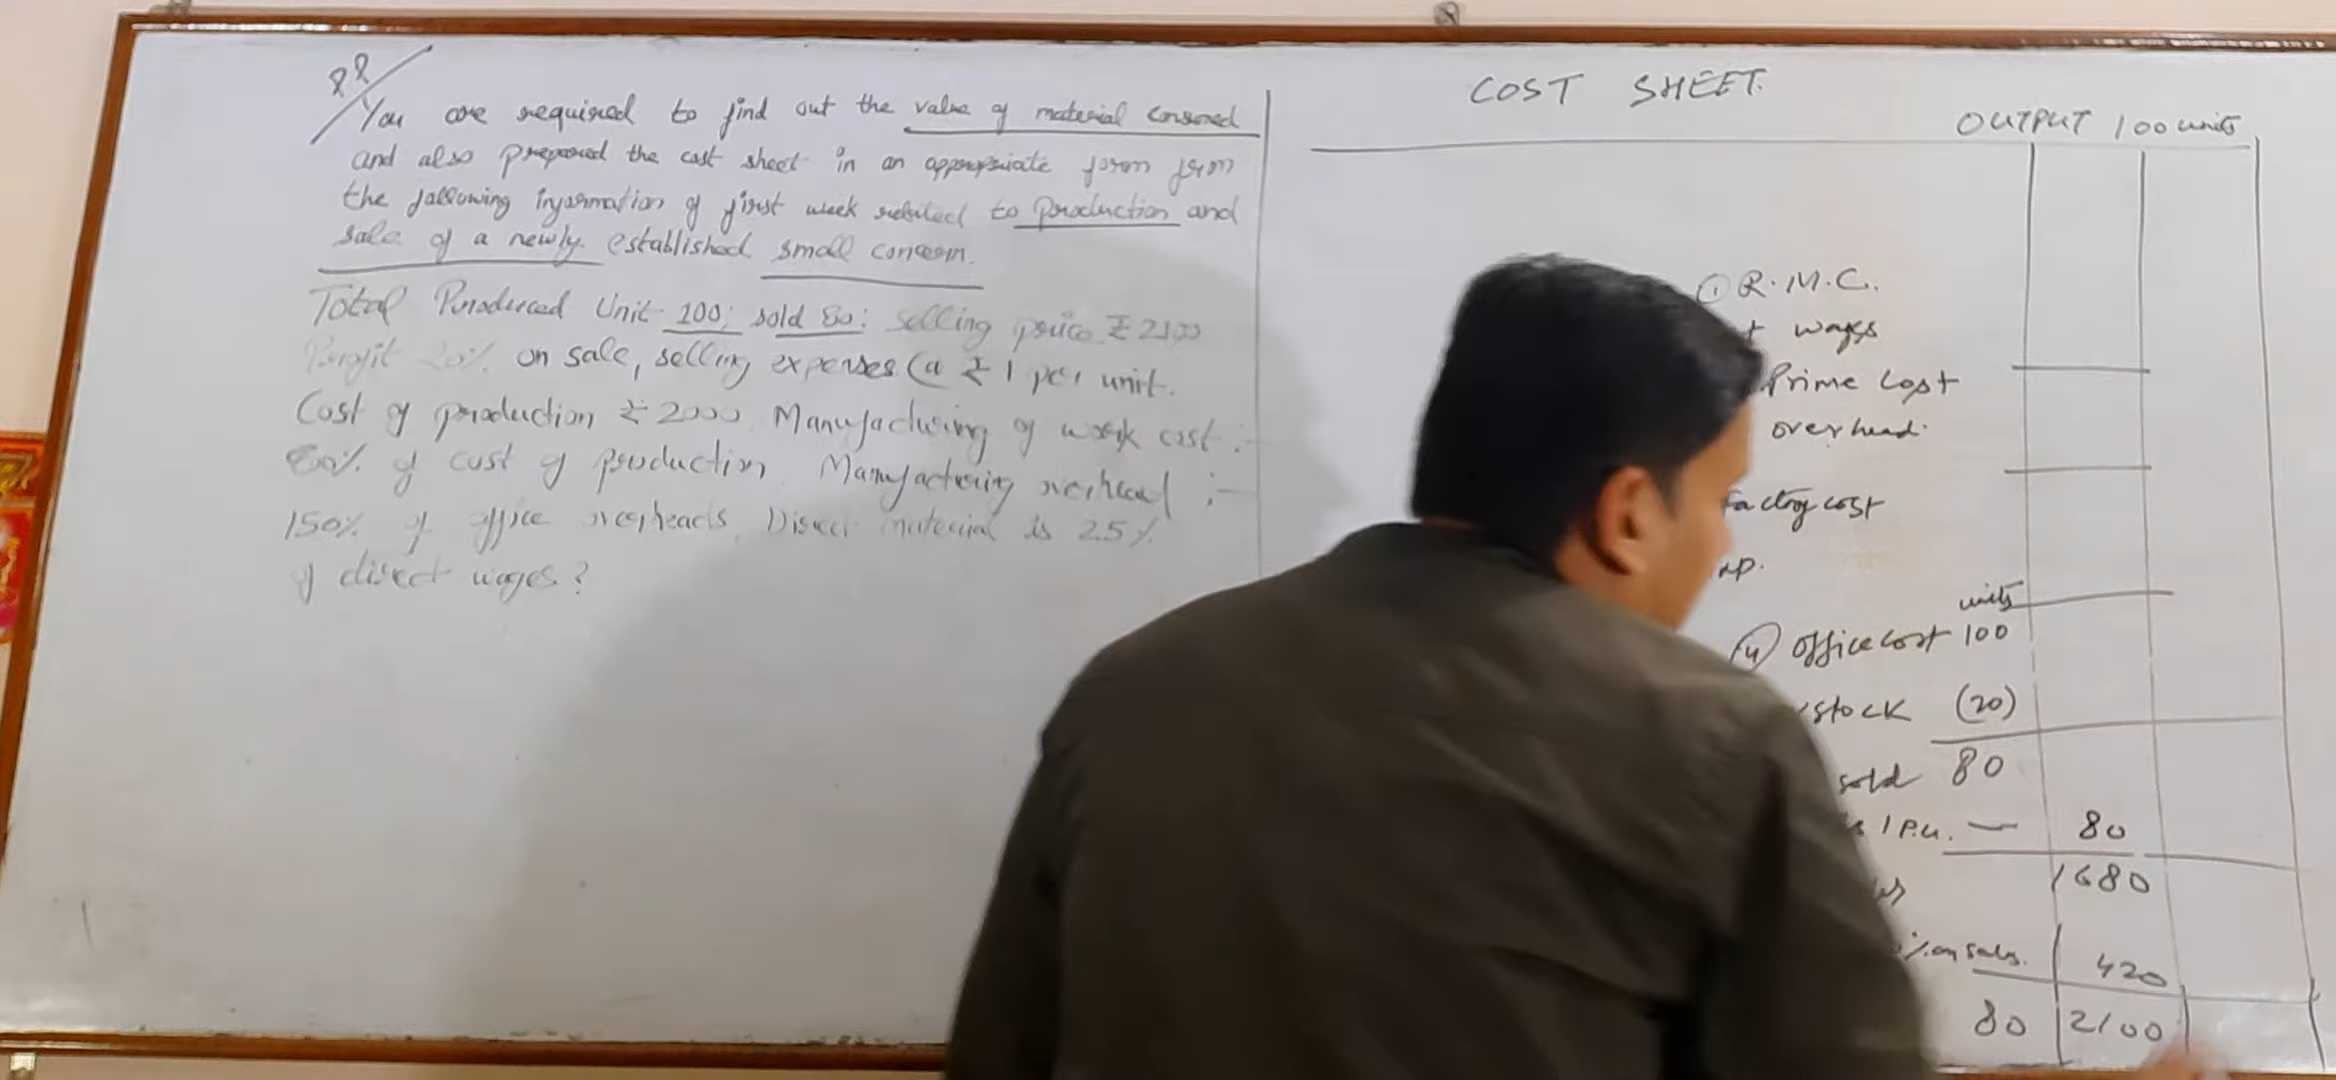 You are required to find out the value of material consumed
and also prepared the cost sheet in an appropriate form from
the following information of first week related to production and
sale of a newly established small concern.
Total Produced Unit 100; sold 80: selling price ₹ 2100
Profit 20% on sale, selling expenses @ ₹ 1 per unit.
Cost of production ₹ 2000 Manufacturing of work cost :-
80% of cost of production Manufacturing overhead :-
150% of office overheads, Direct material is 2.5%
of direct wages?
COST SHEET.
OUTPUT 100 units
① R.M.C.
wages
Prime Cost
overhead.
factory cost
units
④ office cost 100
stock (20)
sold 80
1 P.u. — 80
1680
% on sales. 420
80 2100